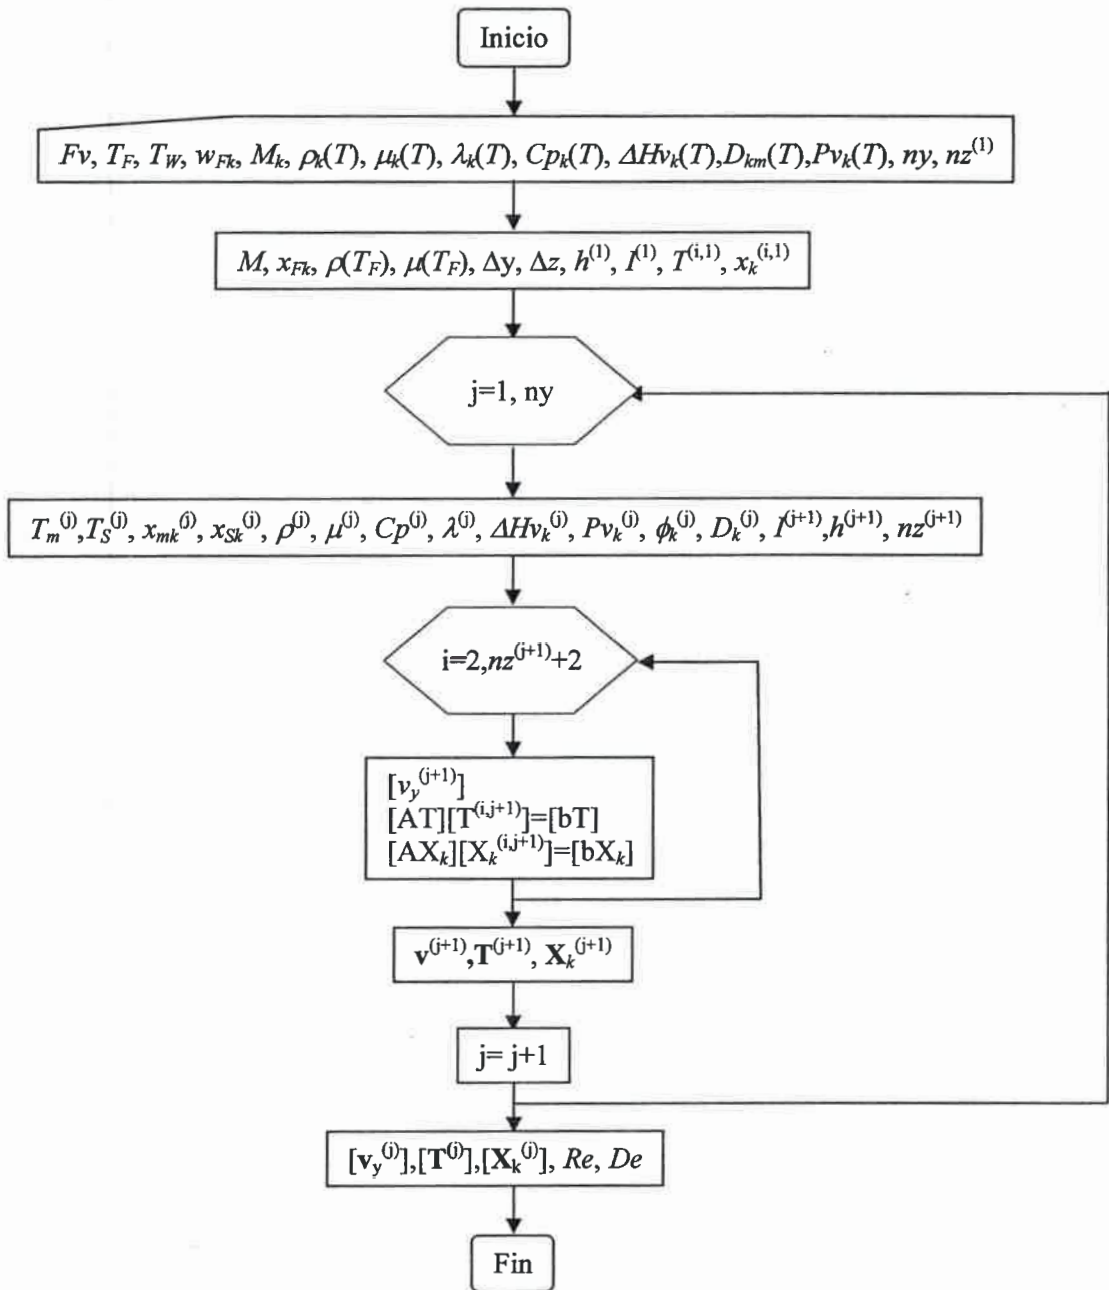 Inicio
Fv, T_F, T_W, w_Fk, M_k, ρ_k(T), μ_k(T), λ_k(T), Cp_k(T), ΔHv_k(T),D_km(T),Pv_k(T), ny, nz^(1)
M, x_Fk, ρ(T_F), μ(T_F), Δy, Δz, h^(1), I^(1), T^(i,1), x_k^(i,1)
j=1, ny
T_m^(j),T_S^(j), x_mk^(j), x_Sk^(j), ρ^(j), μ^(j), Cp^(j), λ^(j), ΔHv_k^(j), Pv_k^(j), ϕ_k^(j), D_k^(j), I^(j+1),h^(j+1), nz^(j+1)
i=2,nz^(j+1)+2
[v_y^(j+1)]
[AT][T^(i,j+1)]=[bT]
[AX_k][X_k^(i,j+1)]=[bX_k]
v^(j+1),T^(j+1), X_k^(j+1)
j= j+1
[v_y^(j)],[T^(j)],[X_k^(j)], Re, De
Fin